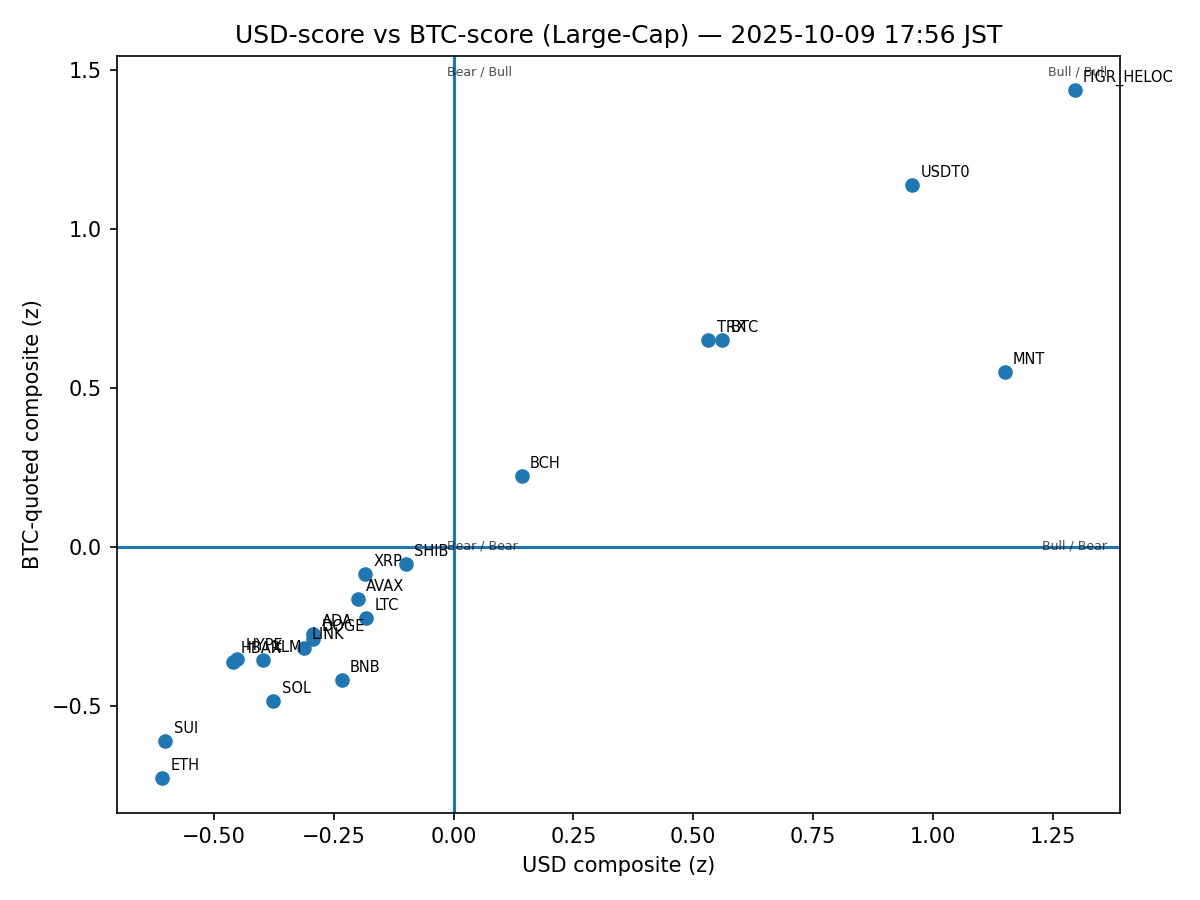 USD-score vs BTC-score (Large-Cap) — 2025-10-09 17:56 JST
1.5
Bear / Bull
Bull / Bull
FIGR_HELOC
USDT0
1.0
TRX
BTC
MNT
0.5
BCH
0.0
SHIB
Bear / Bear
Bull / Bear
XRP
AVAX
LTC
ADA
DOGE
LINK
HYPE
HBAR
XLM
BNB
SOL
−0.5
SUI
ETH
BTC-quoted composite (z)
−0.50
−0.25
0.00
0.25
0.50
0.75
1.00
1.25
USD composite (z)